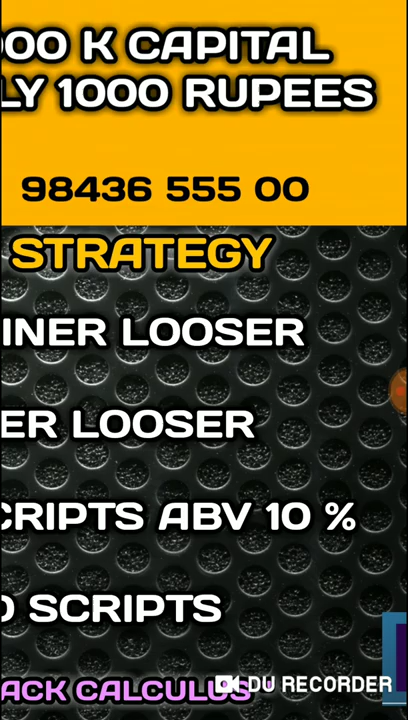 000 K CAPITAL
LY 1000 RUPEES
98436 555 00
STRATEGY
INER LOOSER
ER LOOSER
CRIPTS ABV 10 %
SCRIPTS
ACK CALCULUS
DU RECORDER